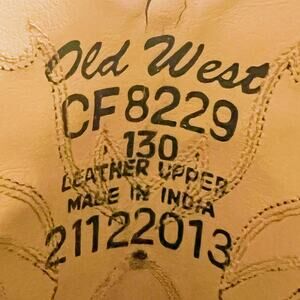 Old West
CF8229
130
LEATHER UPPER
MADE IN INDIA
21122013